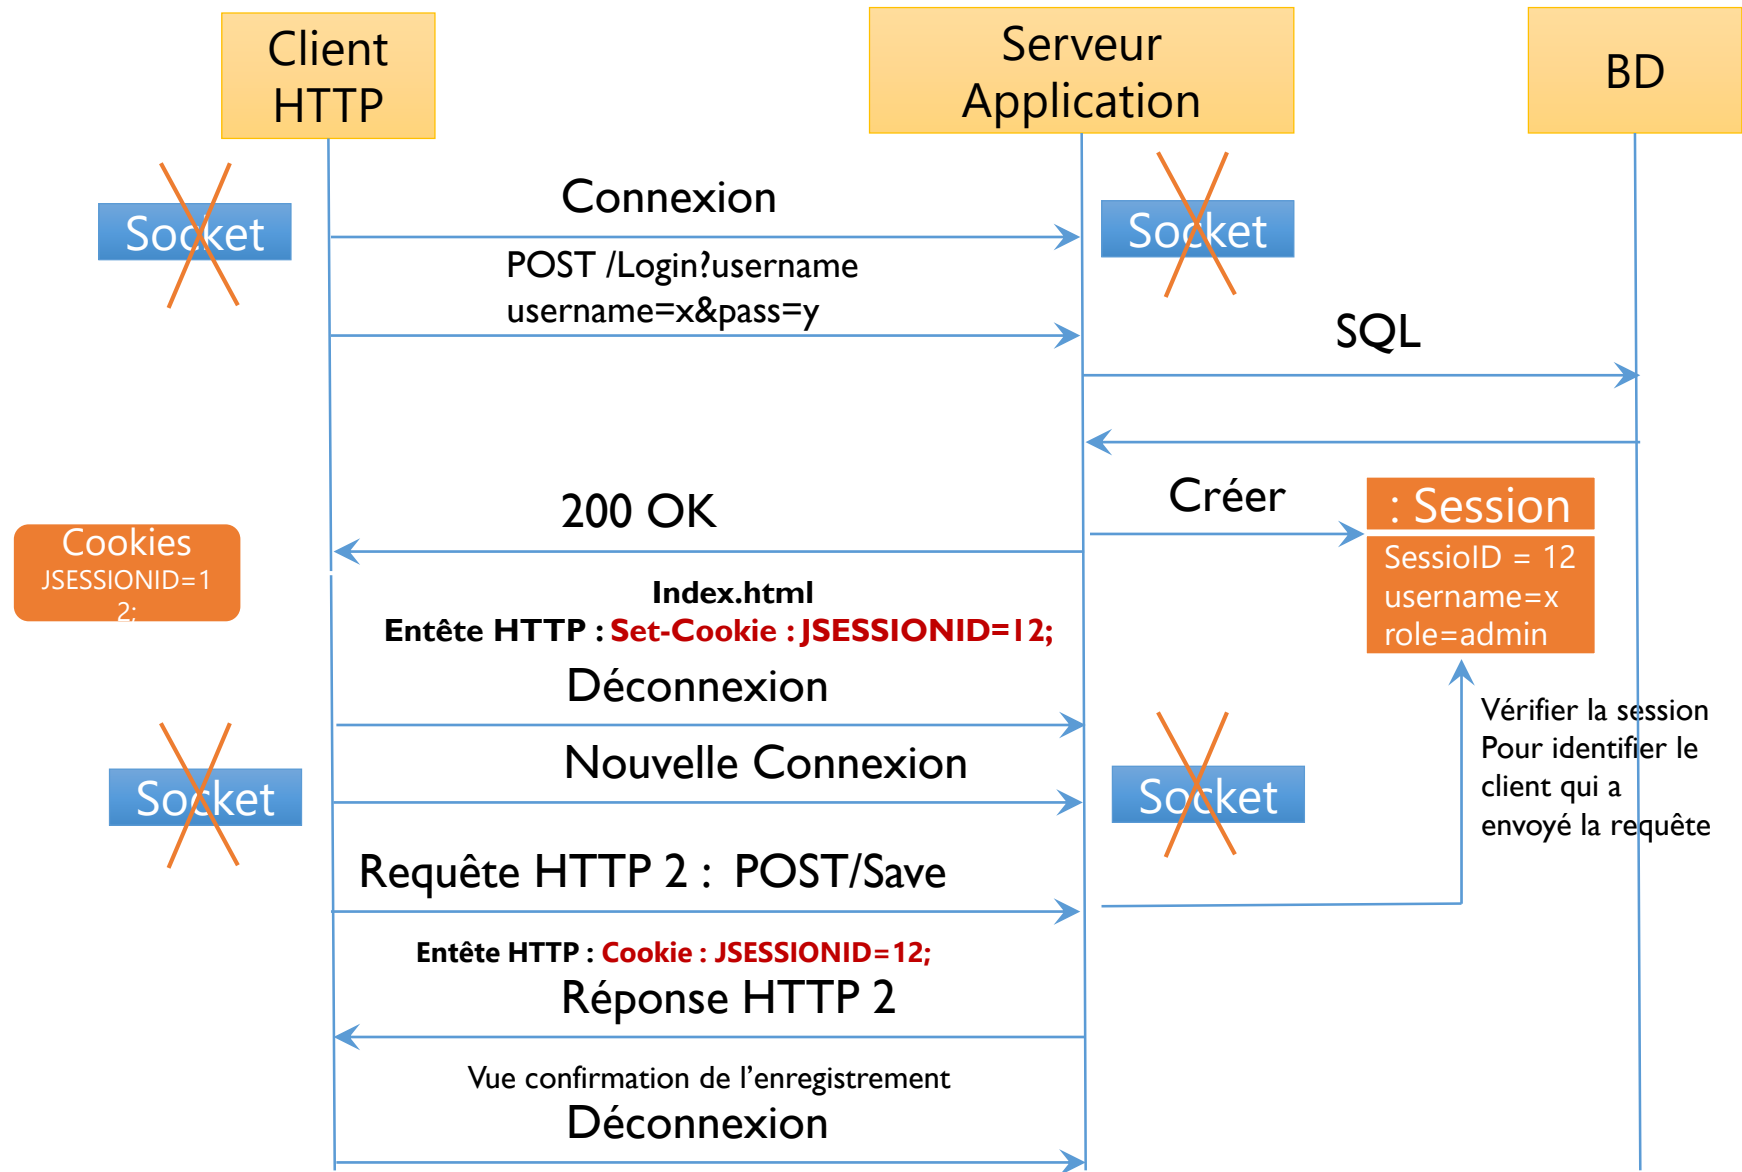 Client
HTTP
Serveur
Application
BD
Socket
Connexion
Socket
POST /Login?username
username=x&pass=y
SQL
200 OK
Créer
: Session
SessioID = 12
username=x
role=admin
Cookies
JSESSIONID=1
2;
Index.html
Entête HTTP : Set-Cookie : JSESSIONID=12;
Déconnexion
Vérifier la session
Pour identifier le
client qui a
envoyé la requête
Nouvelle Connexion
Socket
Socket
Requête HTTP 2 :  POST/Save
Entête HTTP : Cookie : JSESSIONID=12;
Réponse HTTP 2
Vue confirmation de l’enregistrement
Déconnexion